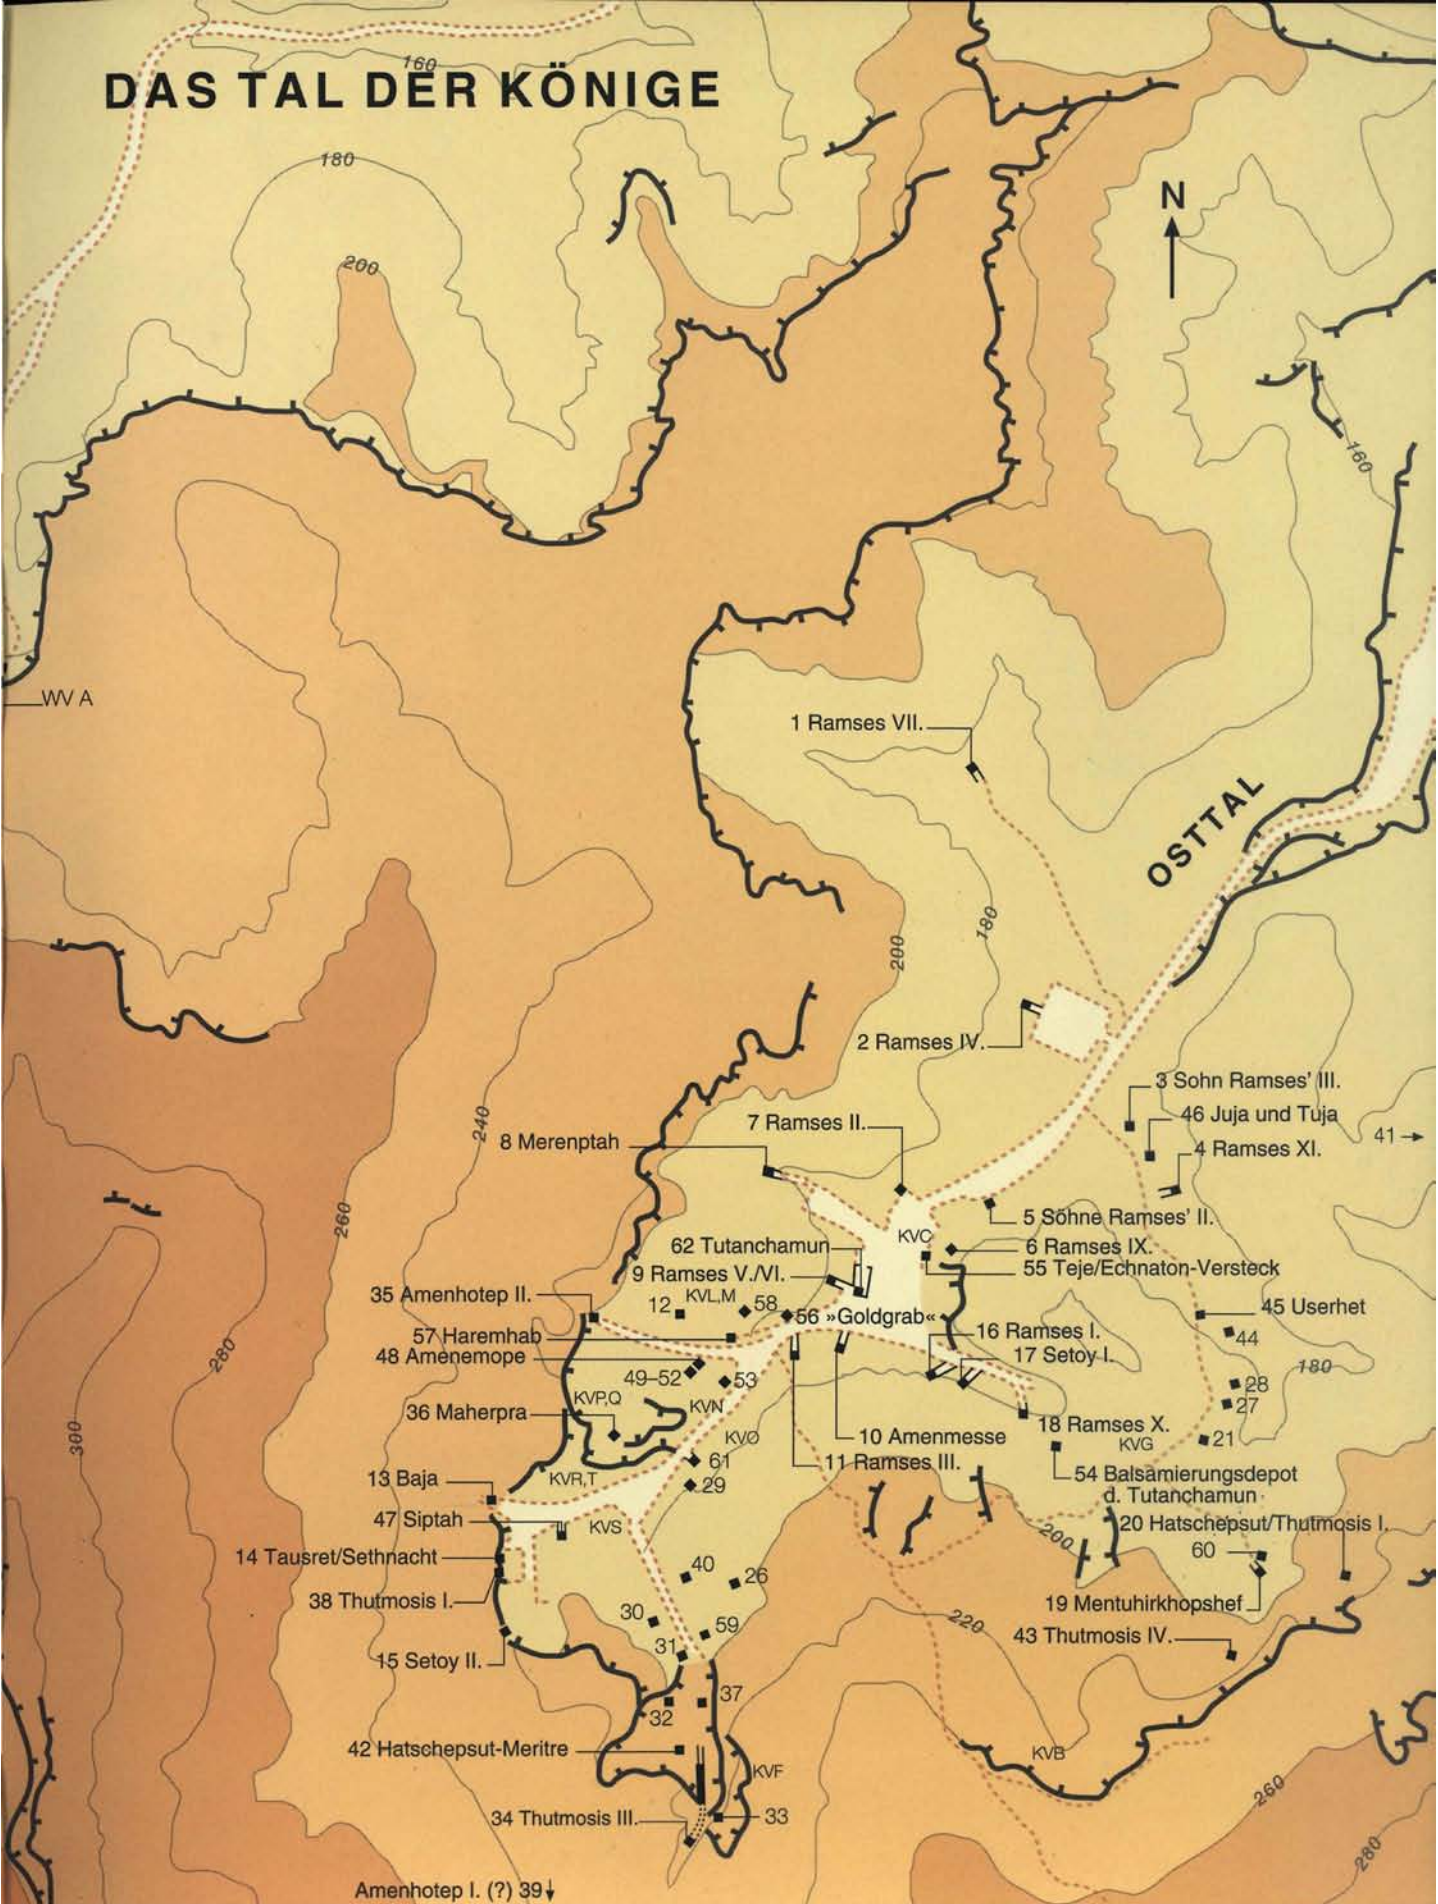 160
DAS TAL DER KÖNIGE
180
N
200
160
WV A
1 Ramses VII.
OSTTAL
180
200
2 Ramses IV.
3 Sohn Ramses' III.
46 Juja und Tuja
7 Ramses II.
240
41 →
8 Merenptah
4 Ramses XI.
260
5 Söhne Ramses' II.
KVC
62 Tutanchamun
6 Ramses IX.
9 Ramses V./VI.
55 Teje/Echnaton-Versteck
35 Amenhotep II.
KVL,M
12
58
45 Userhet
56 »Goldgrab«
57 Haremhab
16 Ramses I.
44
48 Amenemope
17 Setoy I.
280
180
49–52
53
28
KVP,Q
KVN
27
36 Maherpra
300
18 Ramses X.
KVO
10 Amenmesse
KVG
21
61
11 Ramses III.
13 Baja
KVR,T
54 Balsamierungsdepot
d. Tutanchamun
29
47 Siptah
KVS
200
20 Hatschepsut/Thutmosis I.
14 Tausret/Sethnacht
60
40
26
38 Thutmosis I.
19 Mentuhirkhopshef
30
59
220
43 Thutmosis IV.
31
15 Setoy II.
37
32
42 Hatschepsut-Meritre
KVB
KVF
260
34 Thutmosis III.
33
280
Amenhotep I. (?) 39↓